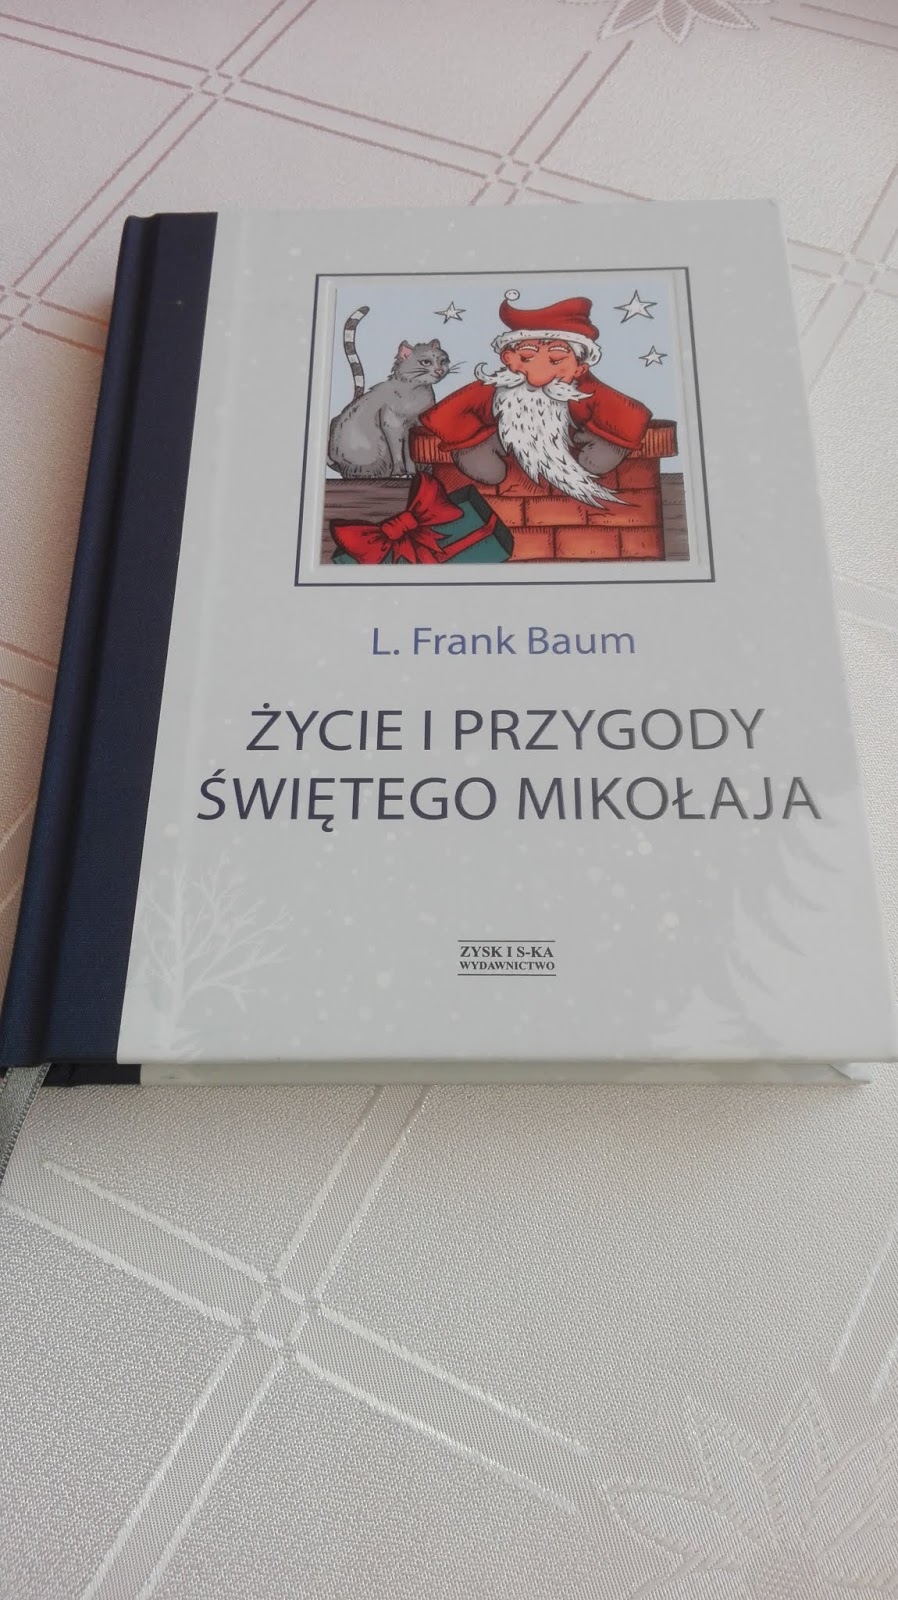 L. Frank Baum
ŻYCIE I PRZYGODY
ŚWIĘTEGO MIKOŁAJA
ZYSK I S-KA
WYDAWNICTWO